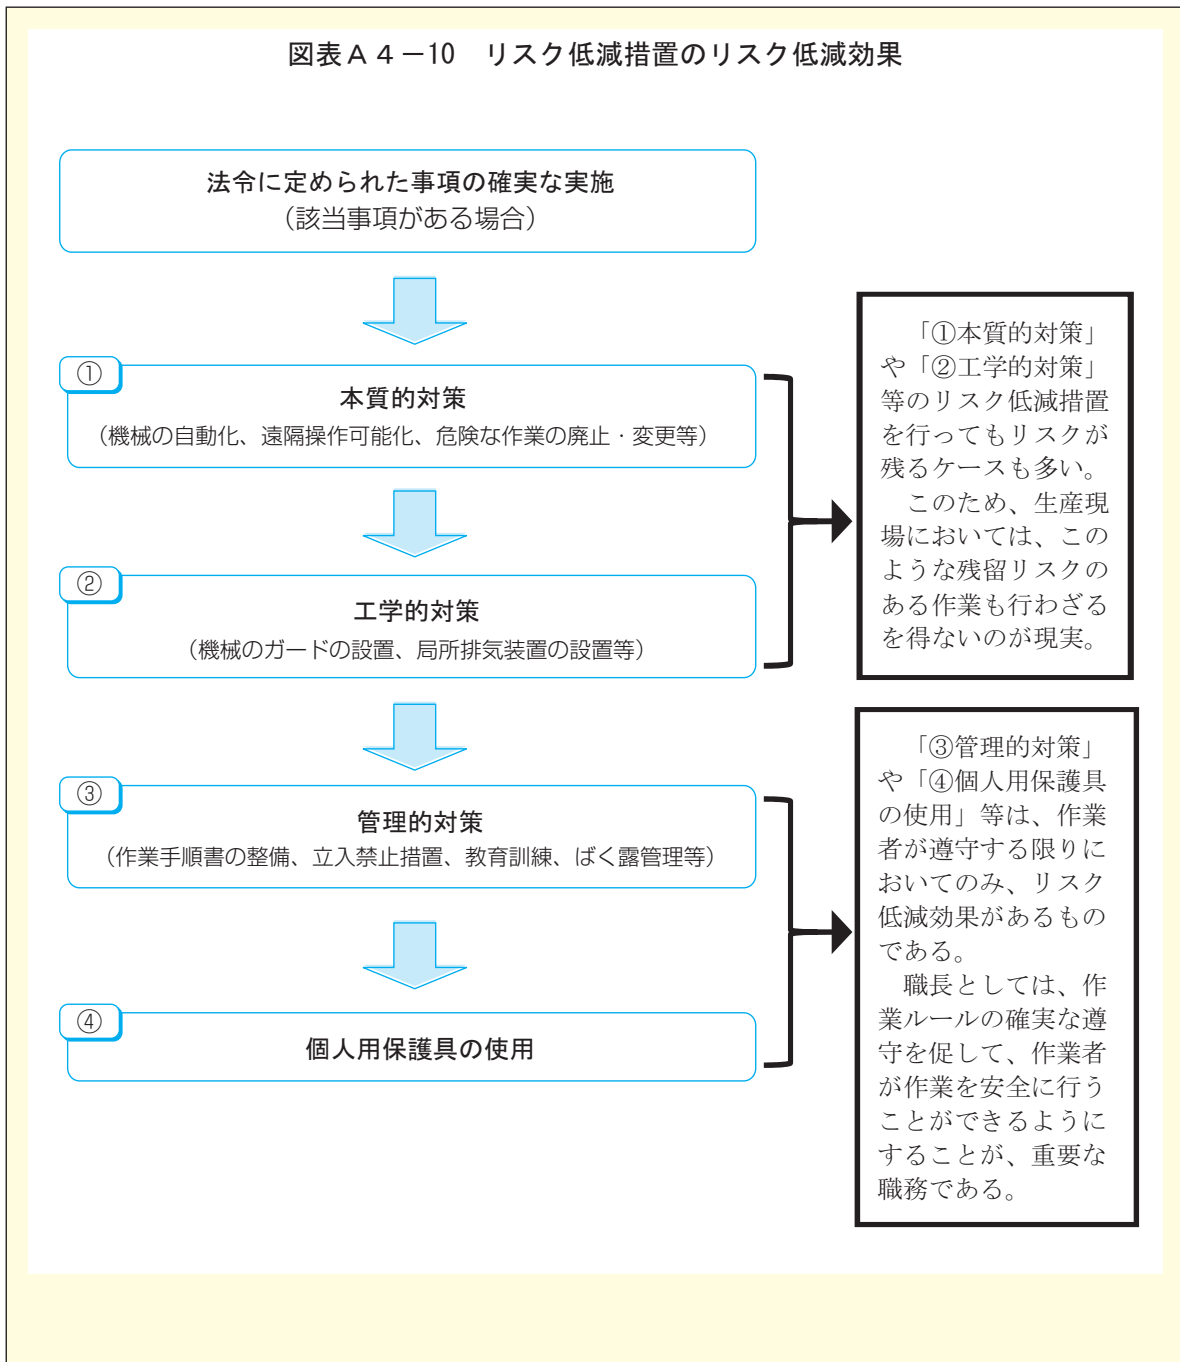 図表A4－10　リスク低減措置のリスク低減効果
法令に定められた事項の確実な実施
（該当事項がある場合）
①
本質的対策
（機械の自動化、遠隔操作可能化、危険な作業の廃止・変更等）
②
工学的対策
（機械のガードの設置、局所排気装置の設置等）
「①本質的対策」
や「②工学的対策」
等のリスク低減措置
を行ってもリスクが
残るケースも多い。
このため、生産現
場においては、この
ような残留リスクの
ある作業も行わざる
を得ないのが現実。
③
管理的対策
（作業手順書の整備、立入禁止措置、教育訓練、ばく露管理等）
④
個人用保護具の使用
「③管理的対策」
や「④個人用保護具
の使用」等は、作業
者が遵守する限りに
おいてのみ、リスク
低減効果があるもの
である。
職長としては、作
業ルールの確実な遵
守を促して、作業者
が作業を安全に行う
ことができるように
することが、重要な
職務である。